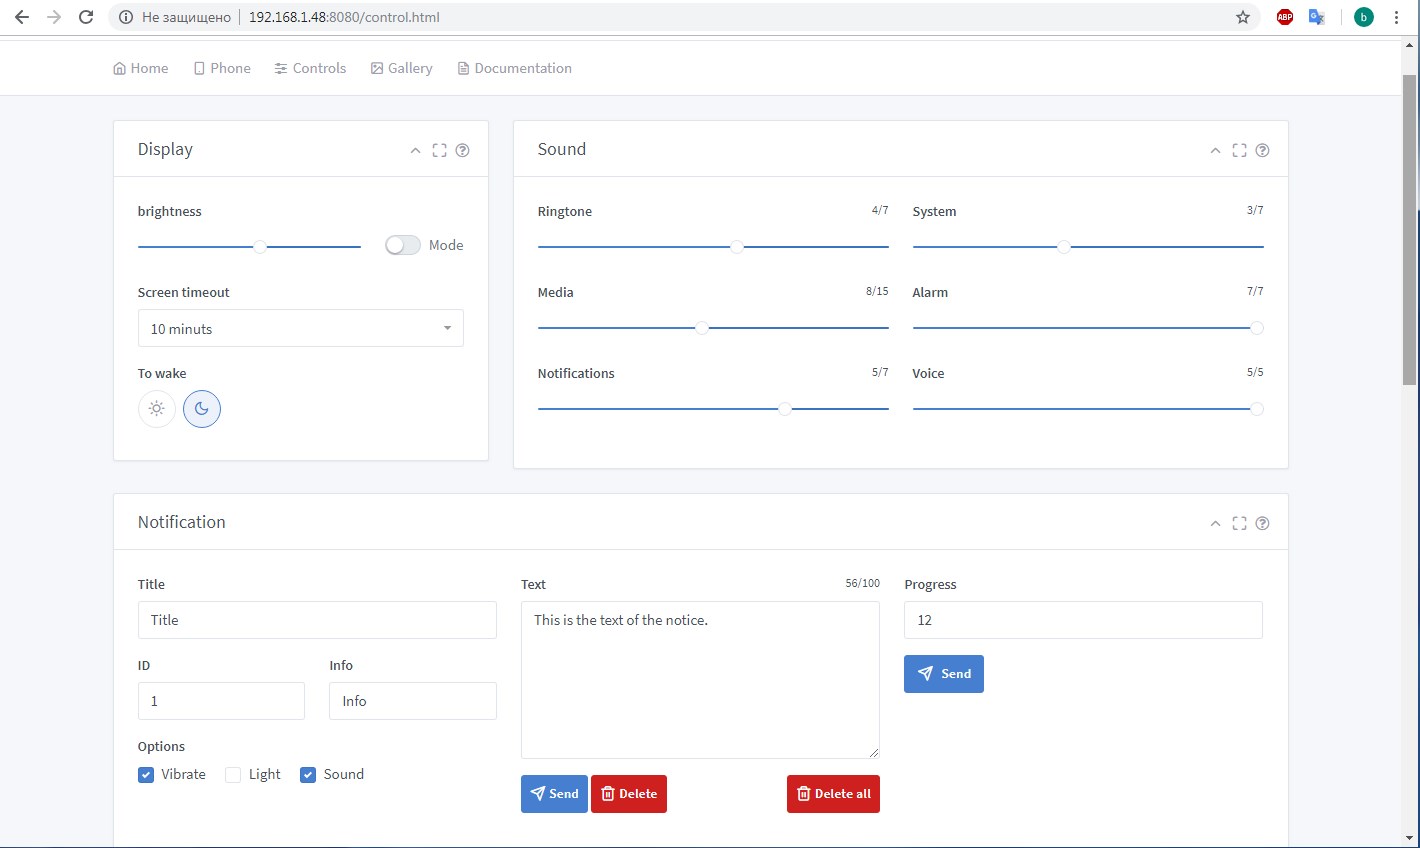 Не защищено 192.168.1.48:8080/control.html
ABP
b
Home Phone Controls Gallery Documentation
Display
brightness
Mode
Screen timeout
10 minuts
To wake
Sound
Ringtone 4/7
System 3/7
Media 8/15
Alarm 7/7
Notifications 5/7
Voice 5/5
Notification
Title
Title
ID
1
Info
Info
Options
Vibrate Light Sound
Text 56/100
This is the text of the notice.
Send Delete Delete all
Progress
12
Send